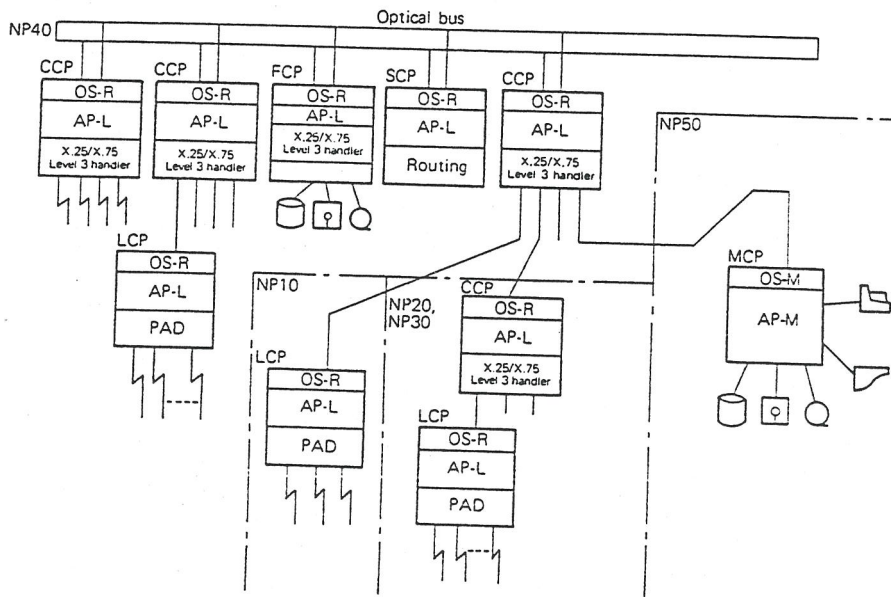 Optical bus
NP40
CCP
OS-R
AP-L
X.25/X.75
Level 3 handler
CCP
OS-R
AP-L
X.25/X.75
Level 3 handler
FCP
OS-R
AP-L
X.25/X.75
Level 3 handler
SCP
OS-R
AP-L
Routing
CCP
OS-R
AP-L
X.25/X.75
Level 3 handler
NP50
LCP
OS-R
AP-L
PAD
NP10
LCP
OS-R
AP-L
PAD
NP20,
NP30
CCP
OS-R
AP-L
X.25/X.75
Level 3 handler
LCP
OS-R
AP-L
PAD
MCP
OS-M
AP-M